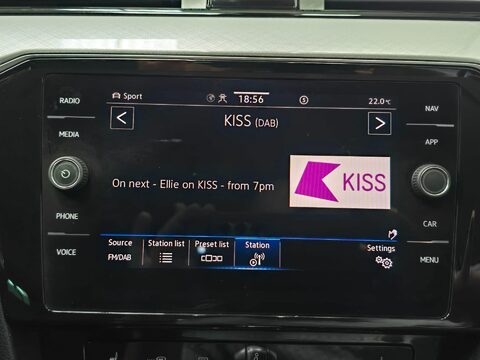 RADIO
MEDIA
PHONE
VOICE
Sport
18:56
22.0°C
KISS (DAB)
On next - Ellie on KISS - from 7pm
KISS
Source
FM/DAB
Station list
Preset list
Station
Settings
NAV
APP
CAR
MENU